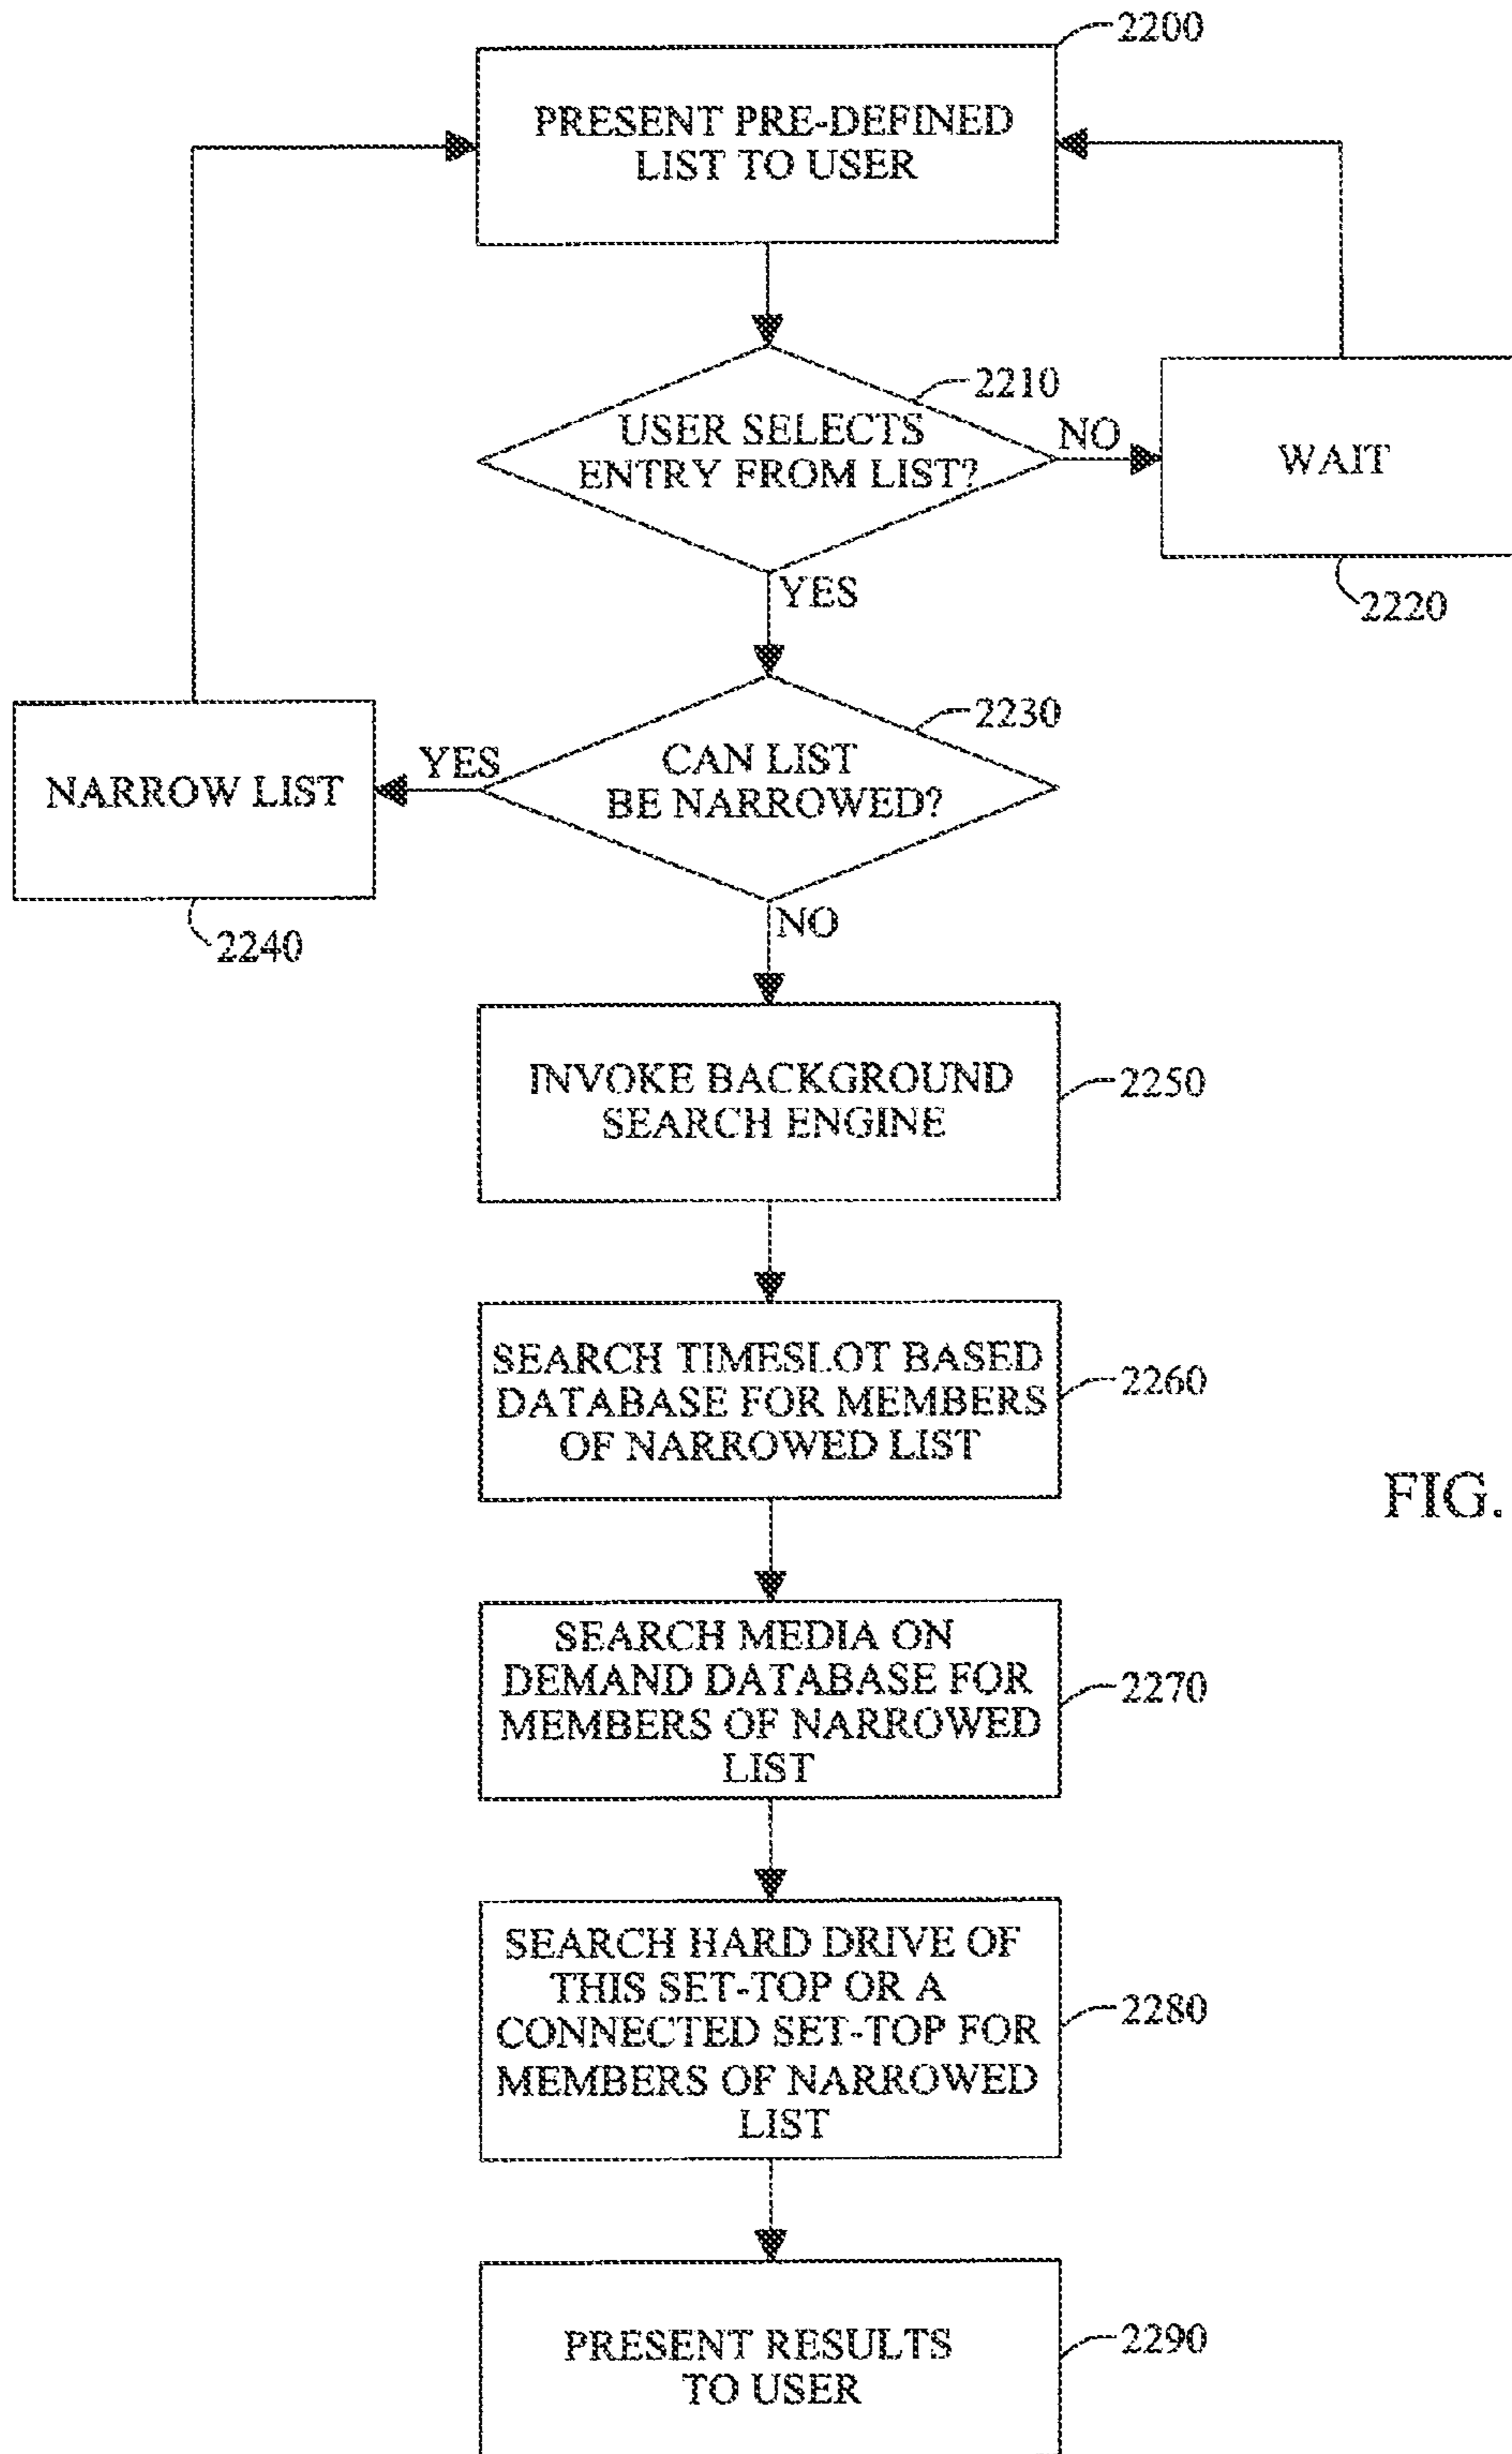 2200
PRESENT PRE-DEFINED
LIST TO USER
2210
USER SELECTS
ENTRY FROM LIST?
NO
WAIT
2220
YES
2230
CAN LIST
BE NARROWED?
YES
NARROW LIST
2240
NO
INVOKE BACKGROUND
SEARCH ENGINE
2250
SEARCH TIMESLOT BASED
DATABASE FOR MEMBERS
OF NARROWED LIST
2260
FIG.
SEARCH MEDIA ON
DEMAND DATABASE FOR
MEMBERS OF NARROWED
LIST
2270
SEARCH HARD DRIVE OF
THIS SET-TOP OR A
CONNECTED SET-TOP FOR
MEMBERS OF NARROWED
LIST
2280
PRESENT RESULTS
TO USER
2290